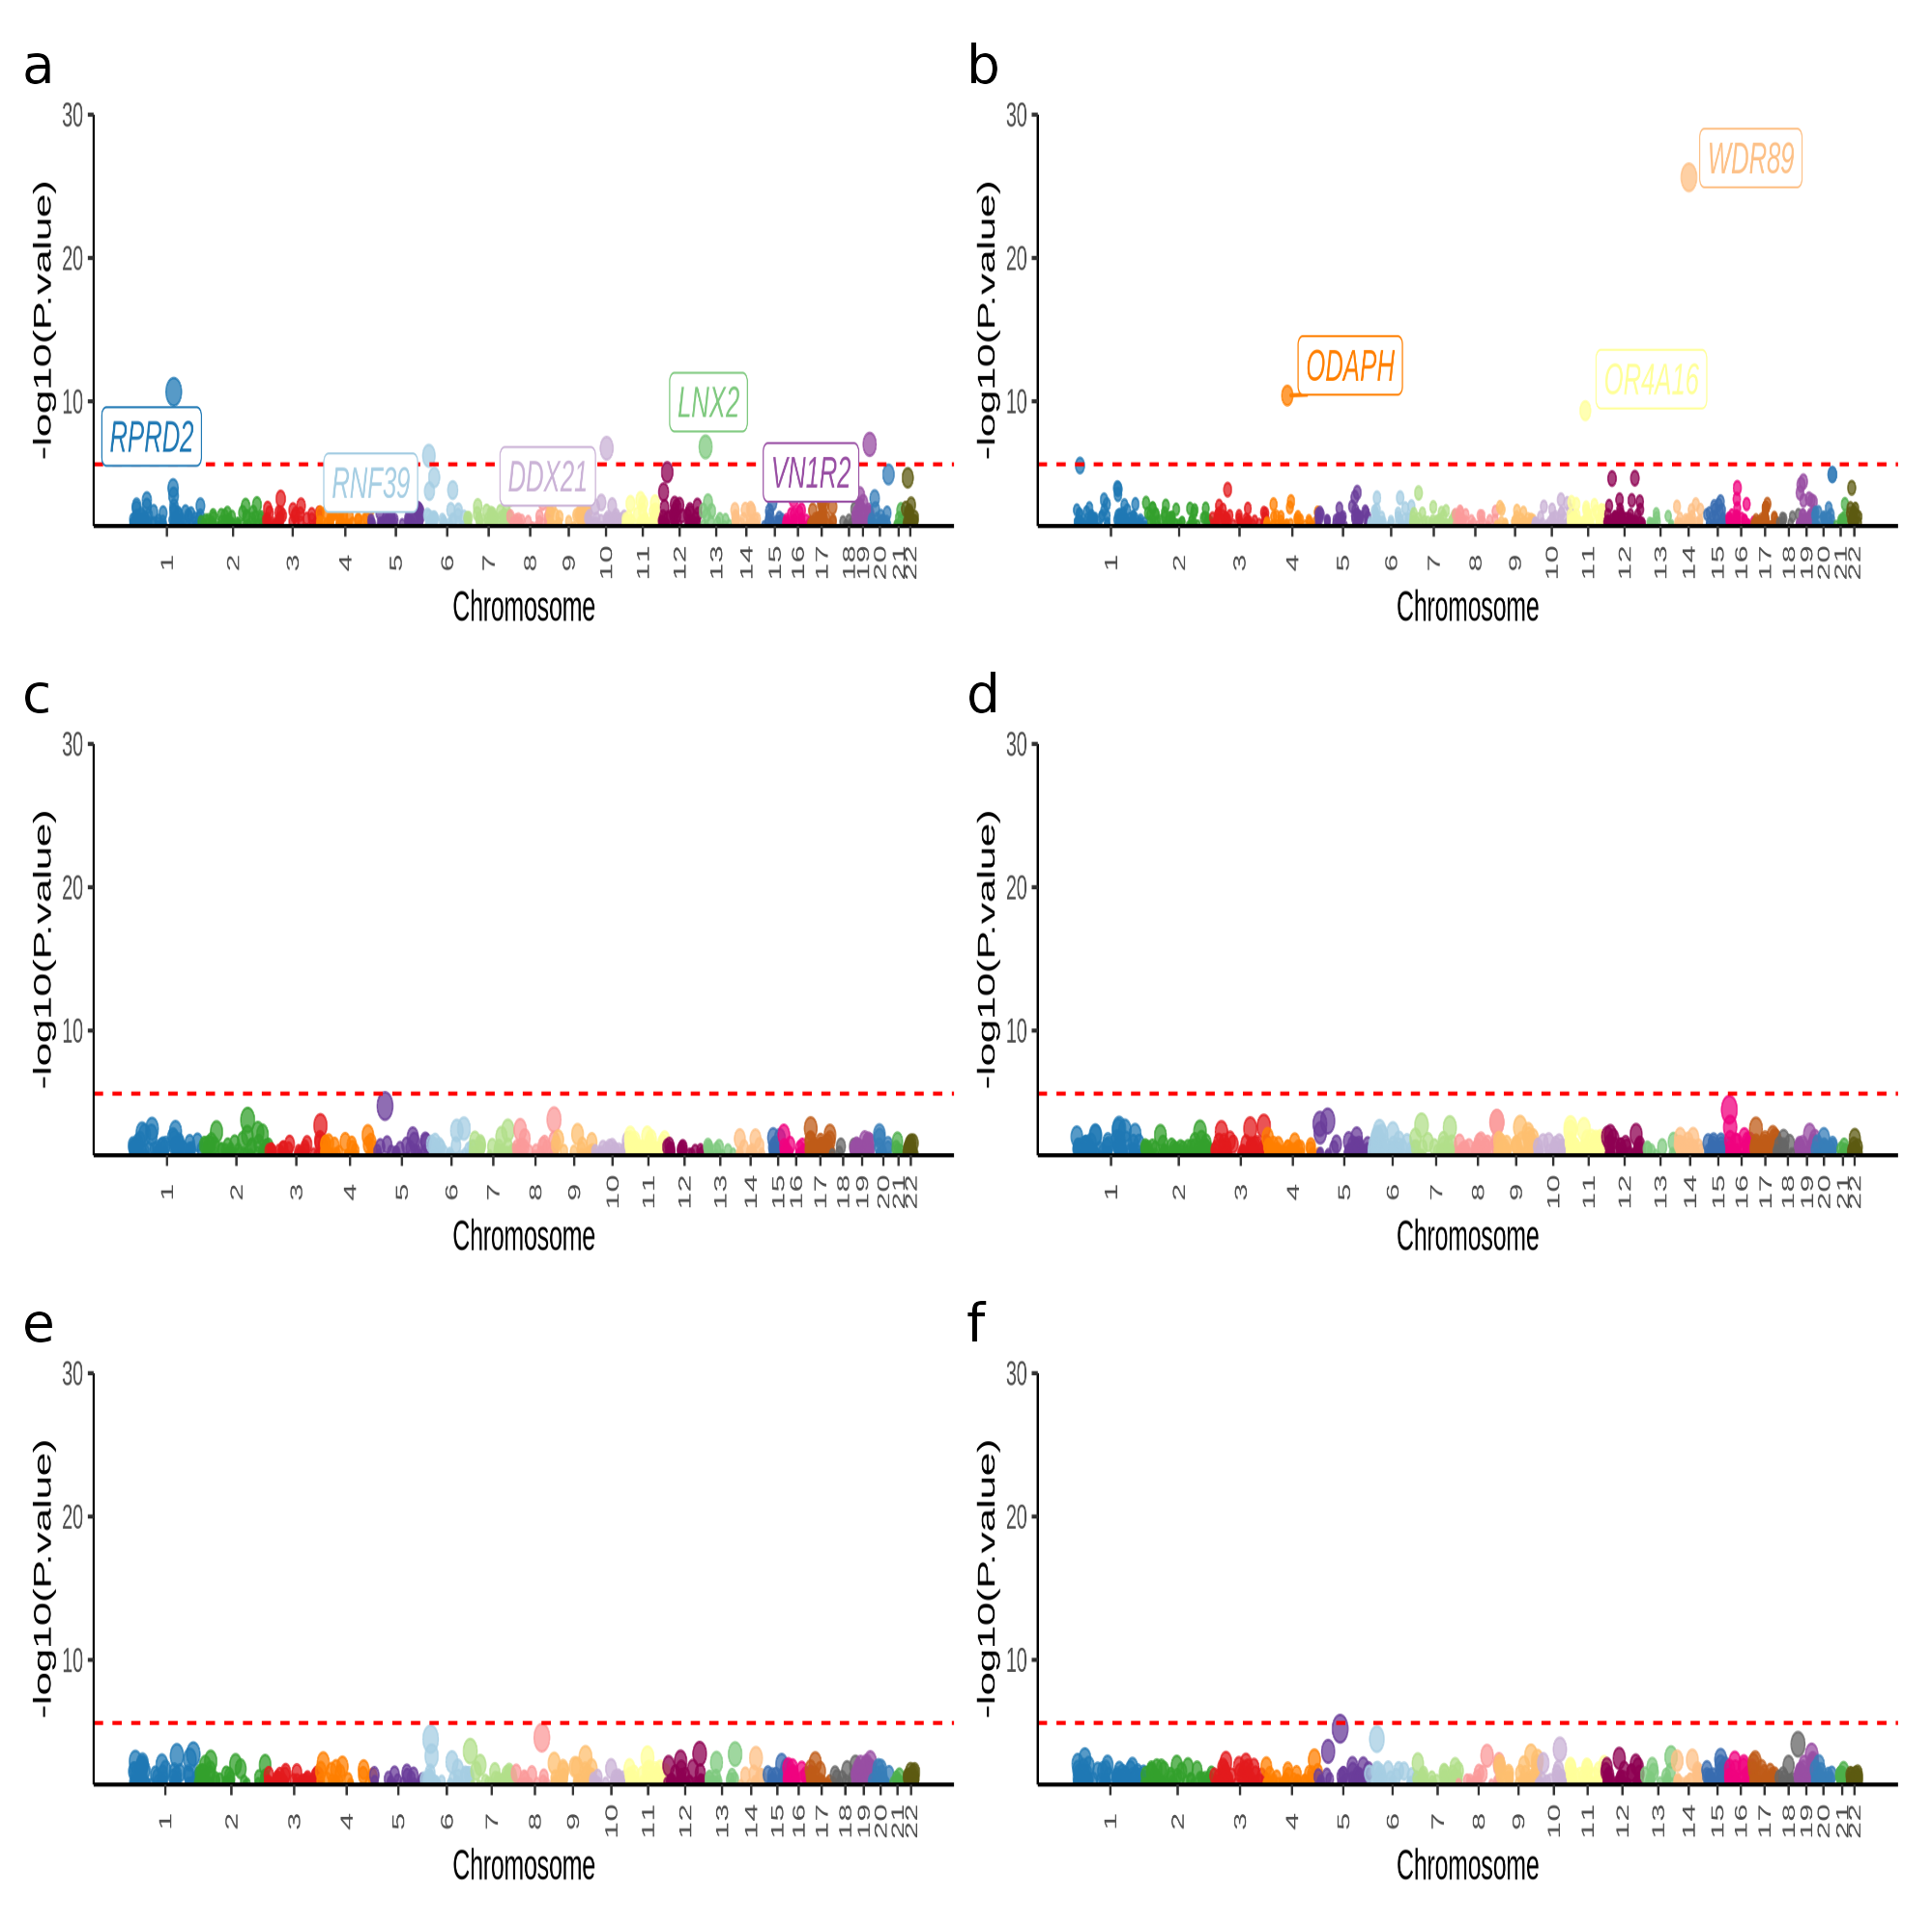 a
30
20
10
-log10(P.value)
RPRD2
RNF39
DDX21
LNX2
VN1R2
1 2 3 4 5 6 7 8 9 10 11 12 13 14 15 16 17 18 19 20 21 22
Chromosome
b
30
20
10
-log10(P.value)
WDR89
ODAPH
OR4A16
1 2 3 4 5 6 7 8 9 10 11 12 13 14 15 16 17 18 19 20 21 22
Chromosome
c
30
20
10
-log10(P.value)
1 2 3 4 5 6 7 8 9 10 11 12 13 14 15 16 17 18 19 20 21 22
Chromosome
d
30
20
10
-log10(P.value)
1 2 3 4 5 6 7 8 9 10 11 12 13 14 15 16 17 18 19 20 21 22
Chromosome
e
30
20
10
-log10(P.value)
1 2 3 4 5 6 7 8 9 10 11 12 13 14 15 16 17 18 19 20 21 22
Chromosome
f
30
20
10
-log10(P.value)
1 2 3 4 5 6 7 8 9 10 11 12 13 14 15 16 17 18 19 20 21 22
Chromosome